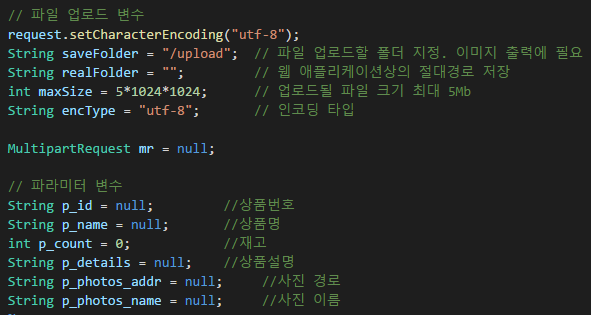 // 파일 업로드 변수
request.setCharacterEncoding("utf-8");
String saveFolder = "/upload";  // 파일 업로드할 폴더 지정. 이미지 출력에 필요
String realFolder = "";         // 웹 애플리케이션상의 절대경로 저장
int maxSize = 5*1024*1024;      // 업로드될 파일 크기 최대 5Mb
String encType = "utf-8";       // 인코딩 타입

MultipartRequest mr = null;

// 파라미터 변수
String p_id = null;         //상품번호
String p_name = null;       //상품명
int p_count = 0;            //재고
String p_details = null;    //상품설명
String p_photos_addr = null;     //사진 경로
String p_photos_name = null;     //사진 이름